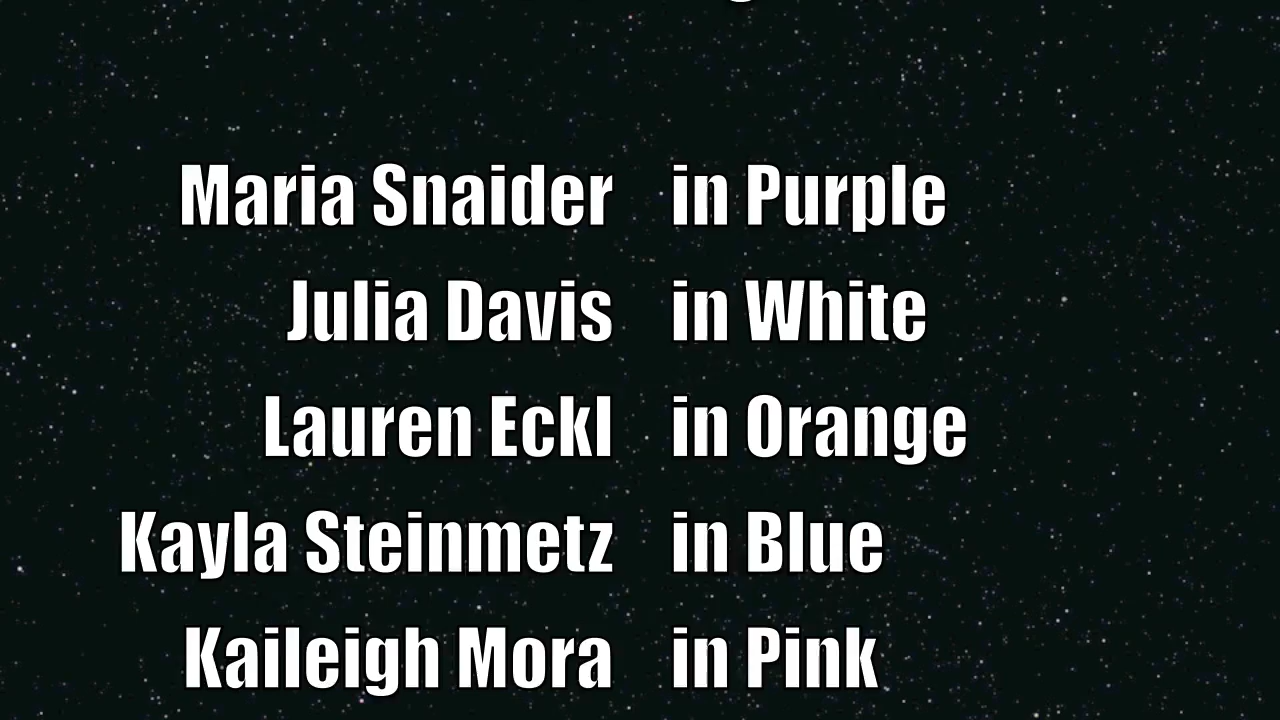 Maria Snaider in Purple
Julia Davis in White
Lauren Eckl in Orange
Kayla Steinmetz in Blue
Kaileigh Mora in Pink